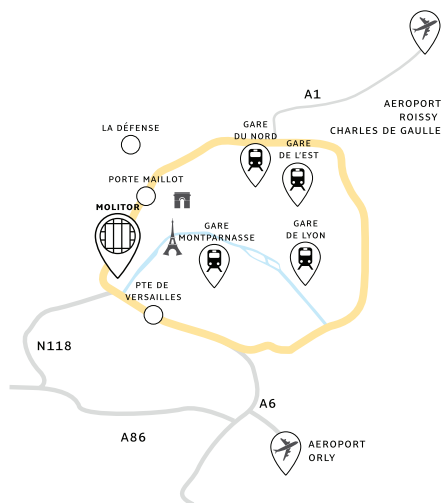 A1
AEROPORT
ROISSY
CHARLES DE GAULLE
GARE
DU NORD
LA DÉFENSE
GARE
DE L'EST
PORTE MAILLOT
MOLITOR
GARE
MONTPARNASSE
GARE
DE LYON
PTE DE
VERSAILLES
N118
A6
A86
AEROPORT
ORLY